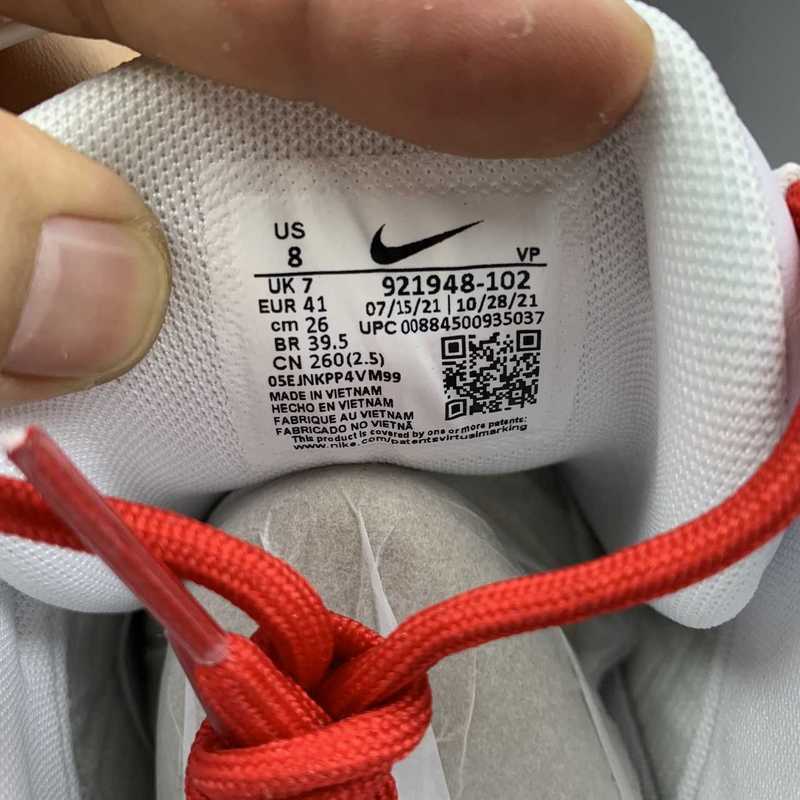 US
8
VP
UK 7
921948-102
EUR 41
07/15/21 | 10/28/21
cm 26
UPC 00884500935037
BR 39.5
CN 260(2.5)
05EJNKPP4VM99
MADE IN VIETNAM
HECHO EN VIETNAM
FABRIQUE AU VIETNAM
FABRICADO NO VIETNÃ
This product is covered by one or more patents:
www.nike.com/patentsvirtualmarking